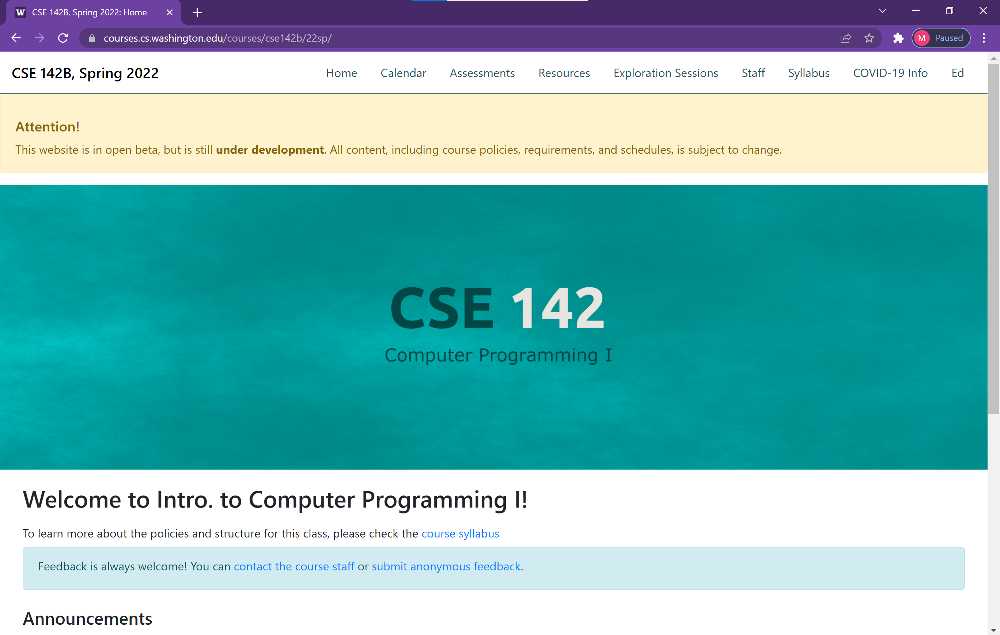 W CSE 142B, Spring 2022: Home
courses.cs.washington.edu/courses/cse142b/22sp/
M Paused
CSE 142B, Spring 2022 Home Calendar Assessments Resources Exploration Sessions Staff Syllabus COVID-19 Info Ed
Attention!
This website is in open beta, but is still under development. All content, including course policies, requirements, and schedules, is subject to change.
CSE 142
Computer Programming I
Welcome to Intro. to Computer Programming I!
To learn more about the policies and structure for this class, please check the course syllabus
Feedback is always welcome! You can contact the course staff or submit anonymous feedback.
Announcements